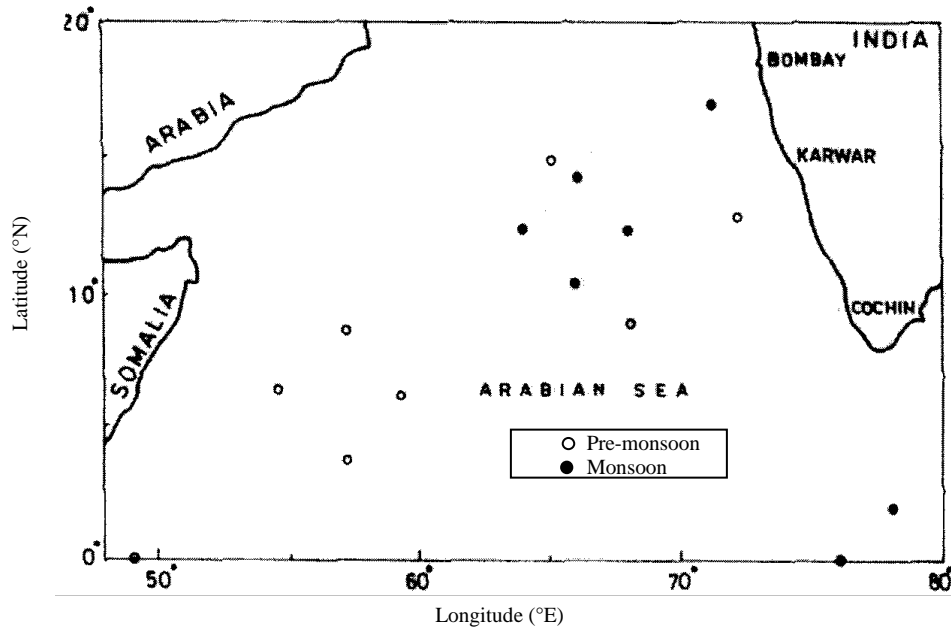 20°
INDIA
BOMBAY
ARABIA
KARWAR
Latitude (°N)
10°
COCHIN
SOMALIA
ARABIAN SEA
Pre-monsoon
Monsoon
0°
50°
60°
70°
80°
Longitude (°E)